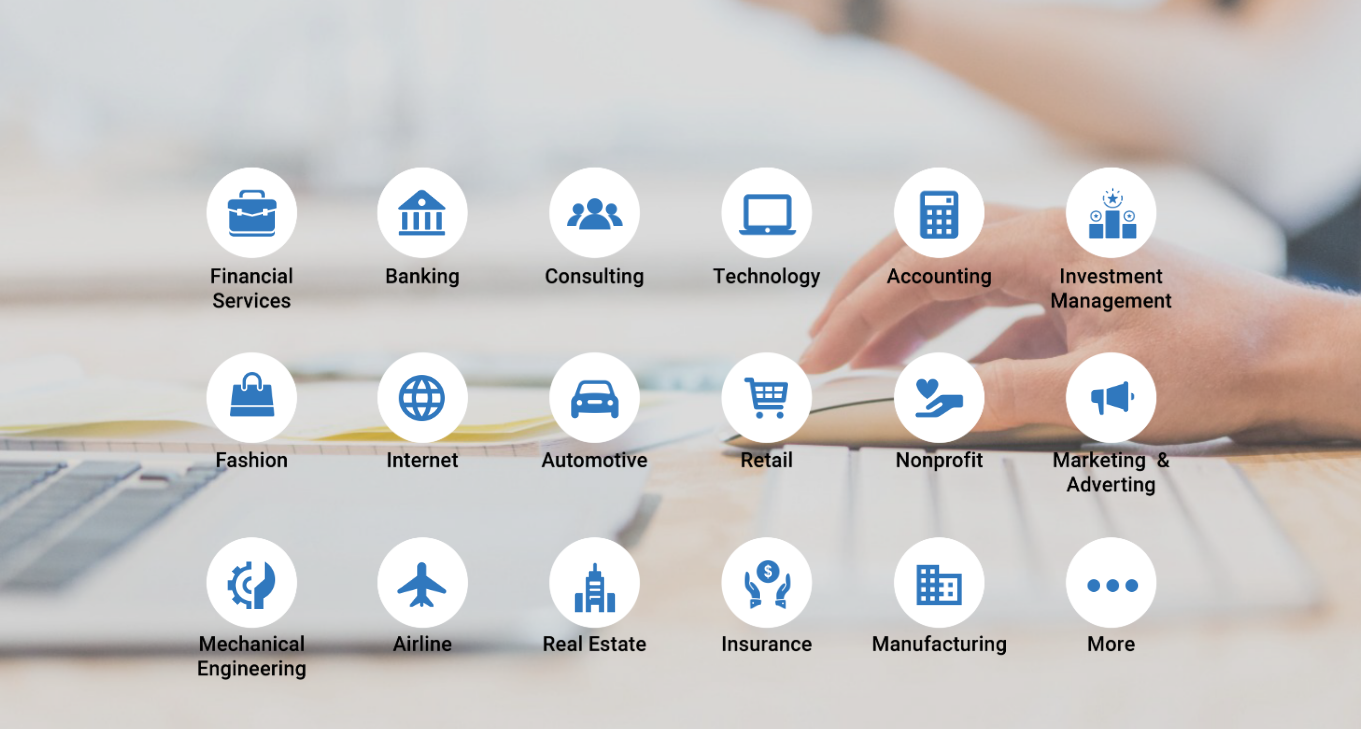 Financial
Services
Banking
Consulting
Technology
Accounting
Investment
Management
Fashion
Internet
Automotive
Retail
Nonprofit
Marketing &
Adverting
Mechanical
Engineering
Airline
Real Estate
Insurance
Manufacturing
More